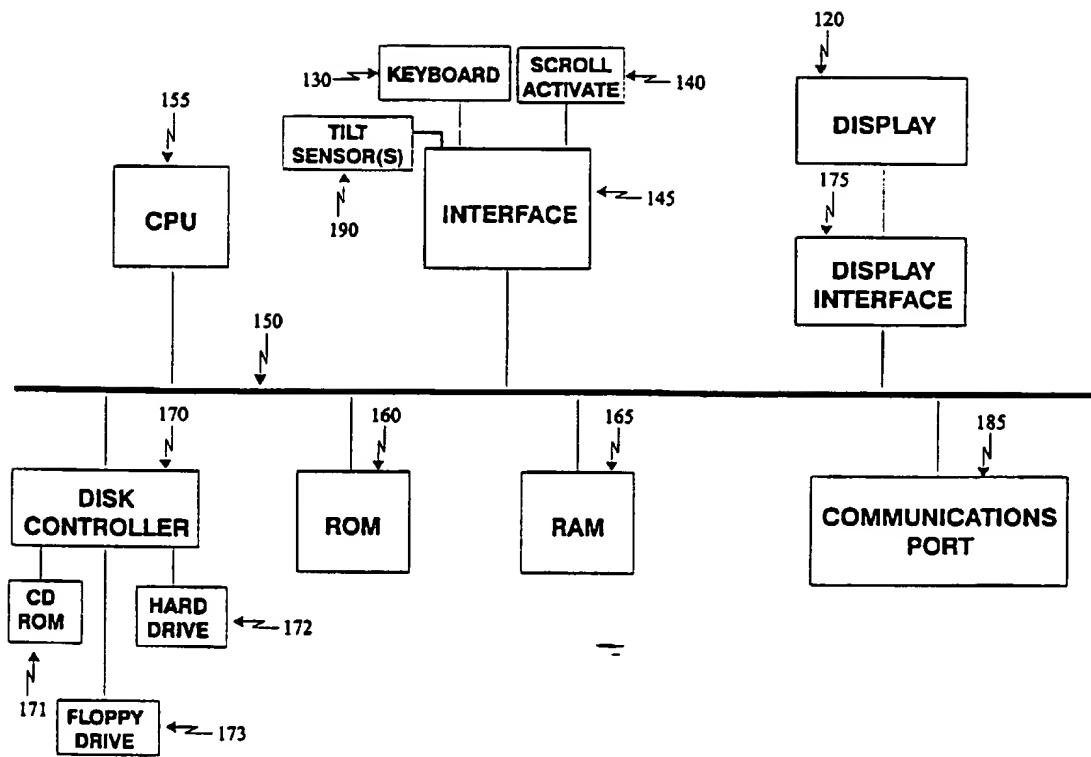 120
130
KEYBOARD
SCROLL
ACTIVATE
140
155
TILT
SENSOR(S)
190
CPU
INTERFACE
145
DISPLAY
175
DISPLAY
INTERFACE
150
170
160
165
185
DISK
CONTROLLER
ROM
RAM
COMMUNICATIONS
PORT
CD
ROM
171
HARD
DRIVE
172
FLOPPY
DRIVE
173